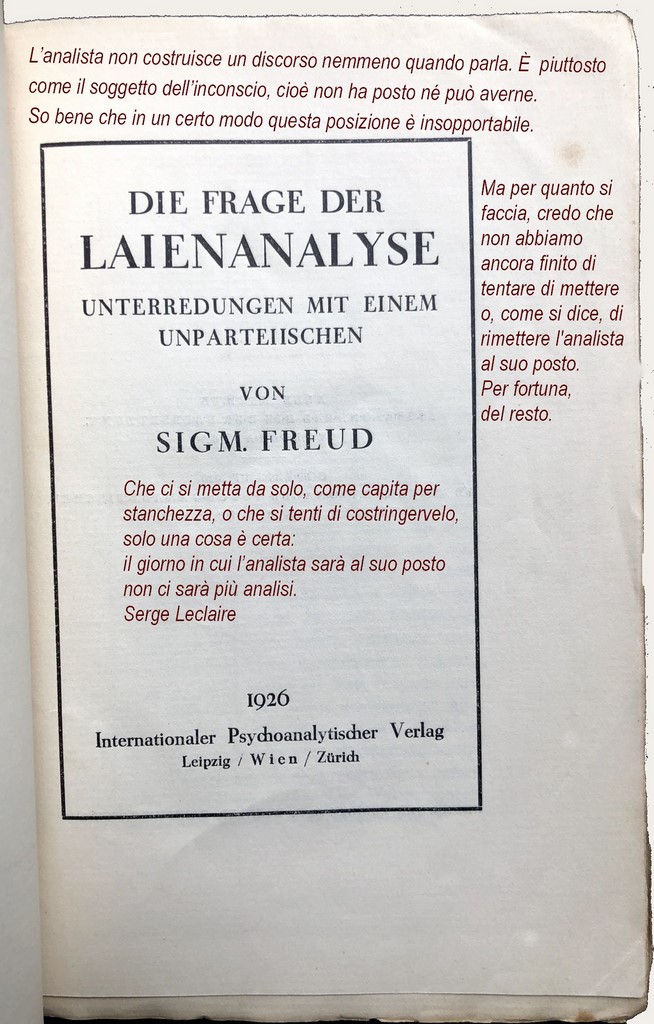 L'analista non costruisce un discorso nemmeno quando parla. È piuttosto
come il soggetto dell'inconscio, cioè non ha posto né può averne.
So bene che in un certo modo questa posizione è insopportabile.
Ma per quanto si
faccia, credo che
non abbiamo
ancora finito di
tentare di mettere
o, come si dice, di
rimettere l'analista
al suo posto.
Per fortuna,
del resto.
DIE FRAGE DER
LAIENANALYSE
UNTERREDUNGEN MIT EINEM
UNPARTEIISCHEN
VON
SIGM. FREUD
Che ci si metta da solo, come capita per
stanchezza, o che si tenti di costringervelo,
solo una cosa è certa:
il giorno in cui l'analista sarà al suo posto
non ci sarà più analisi.
Serge Leclaire
1926
Internationaler Psychoanalytischer Verlag
Leipzig / Wien / Zürich